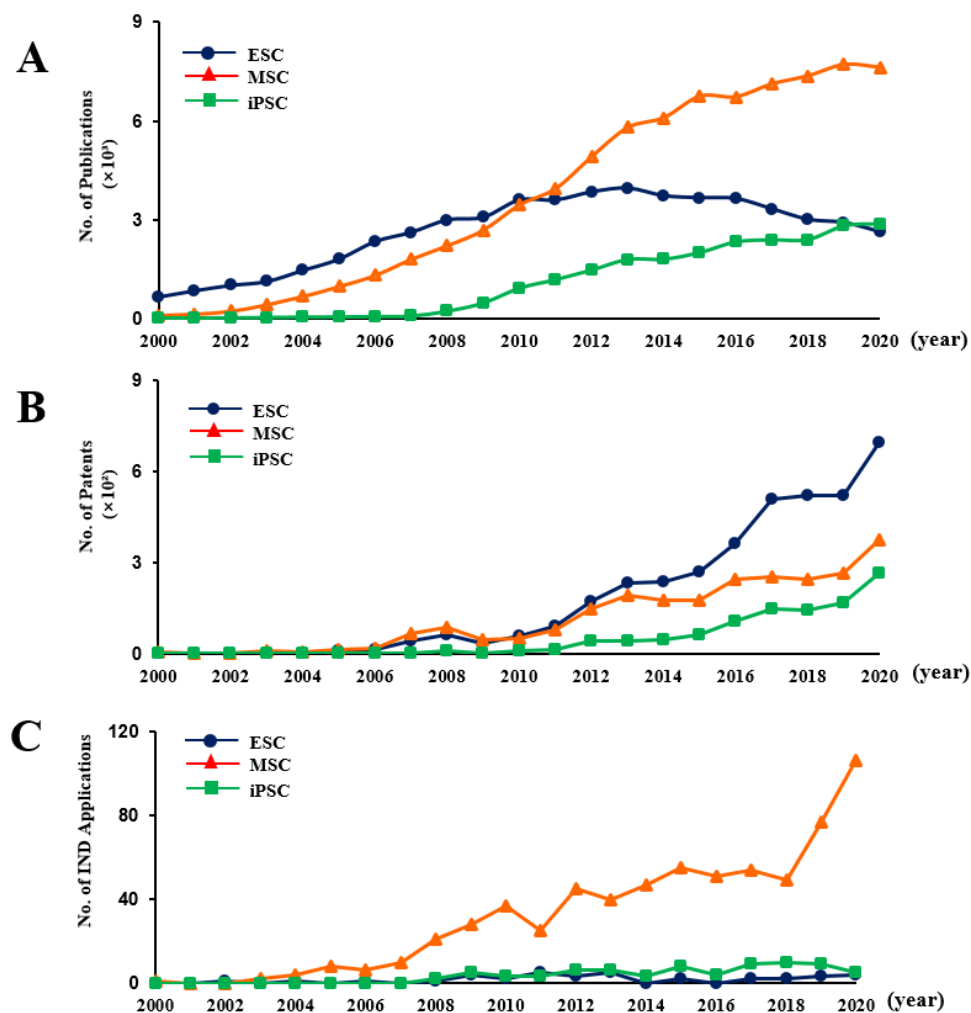 A
No. of Publications
(×10³)
9
6
3
0
ESC
MSC
iPSC
2000 2002 2004 2006 2008 2010 2012 2014 2016 2018 2020 (year)
B
No. of Patents
(×10²)
9
6
3
0
ESC
MSC
iPSC
2000 2002 2004 2006 2008 2010 2012 2014 2016 2018 2020 (year)
C
No. of IND Applications
120
80
40
0
ESC
MSC
iPSC
2000 2002 2004 2006 2008 2010 2012 2014 2016 2018 2020 (year)